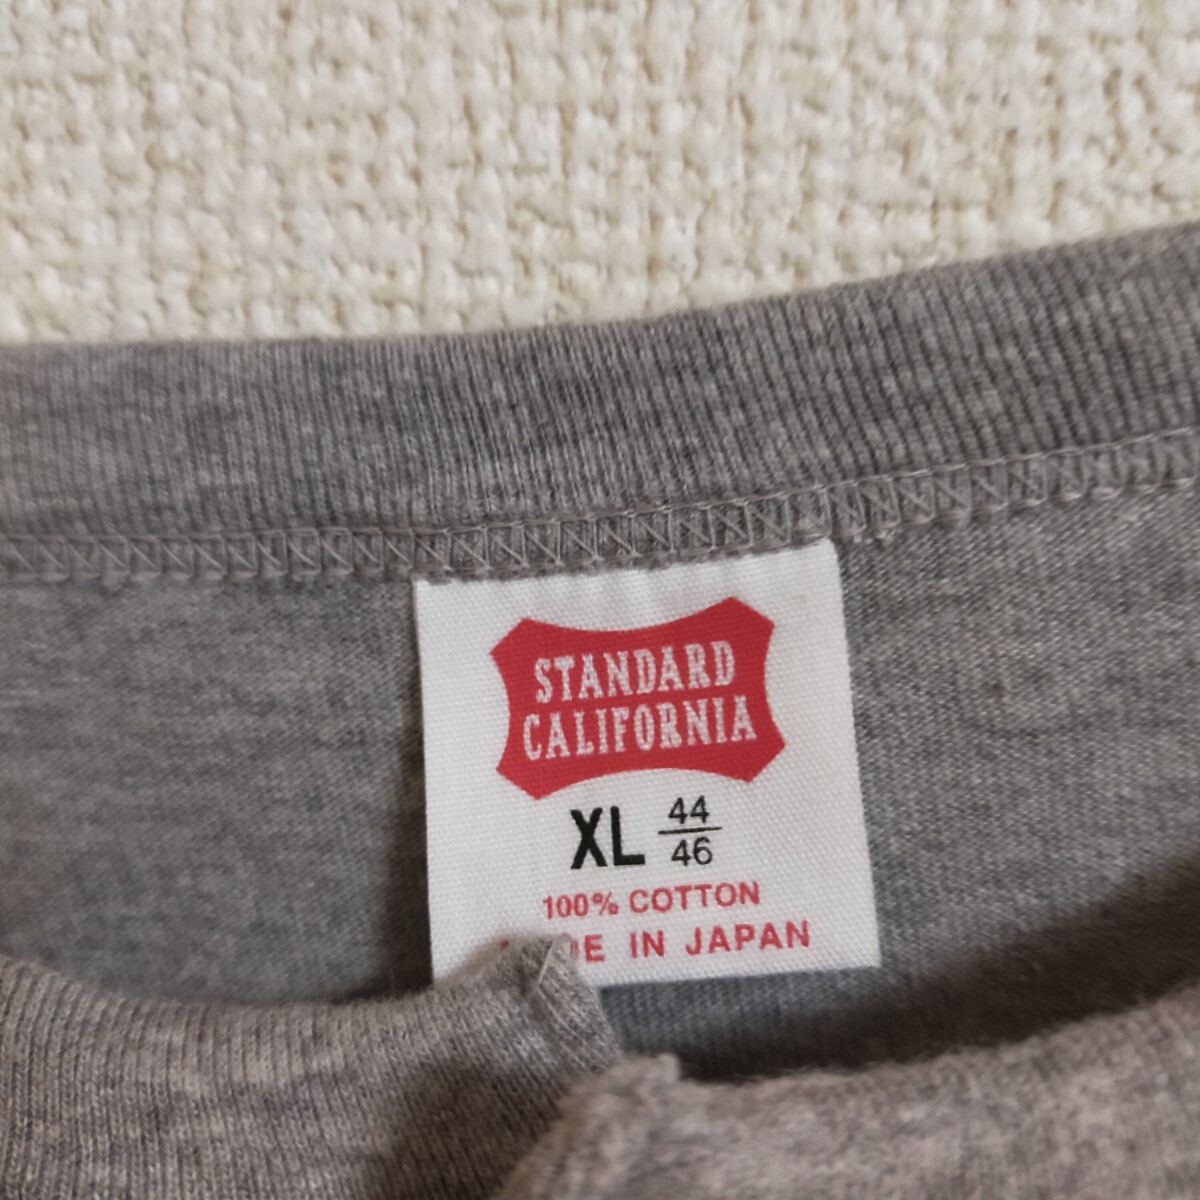 STANDARD
CALIFORNIA
XL 44/46
100% COTTON
IN JAPAN